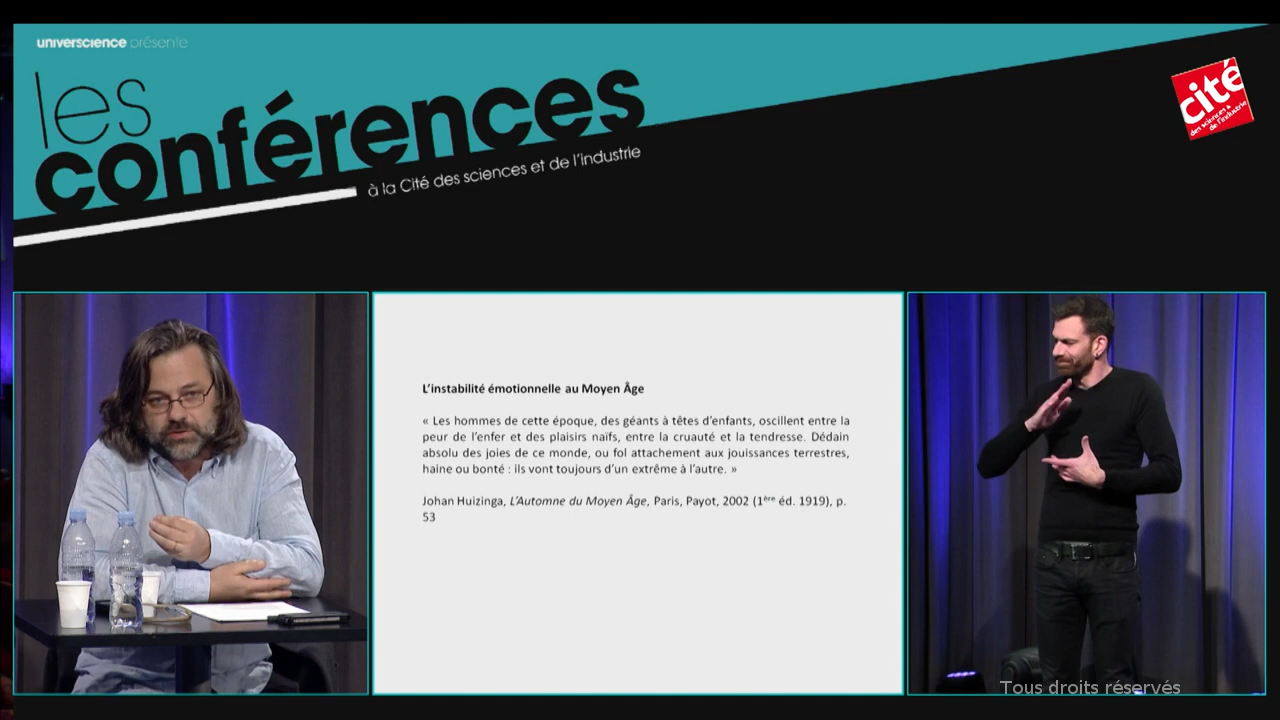 universcience présente
les
conférences
à la Cité des sciences et de l'industrie
cité
des sciences &
de l'industrie
L'instabilité émotionnelle au Moyen Âge
« Les hommes de cette époque, des géants à têtes d'enfants, oscillent entre la
peur de l'enfer et des plaisirs naïfs, entre la cruauté et la tendresse. Dédain
absolu des joies de ce monde, ou fol attachement aux jouissances terrestres,
haine ou bonté : ils vont toujours d'un extrême à l'autre. »
Johan Huizinga, L'Automne du Moyen Âge, Paris, Payot, 2002 (1ère éd. 1919), p.
53
Tous droits réservés